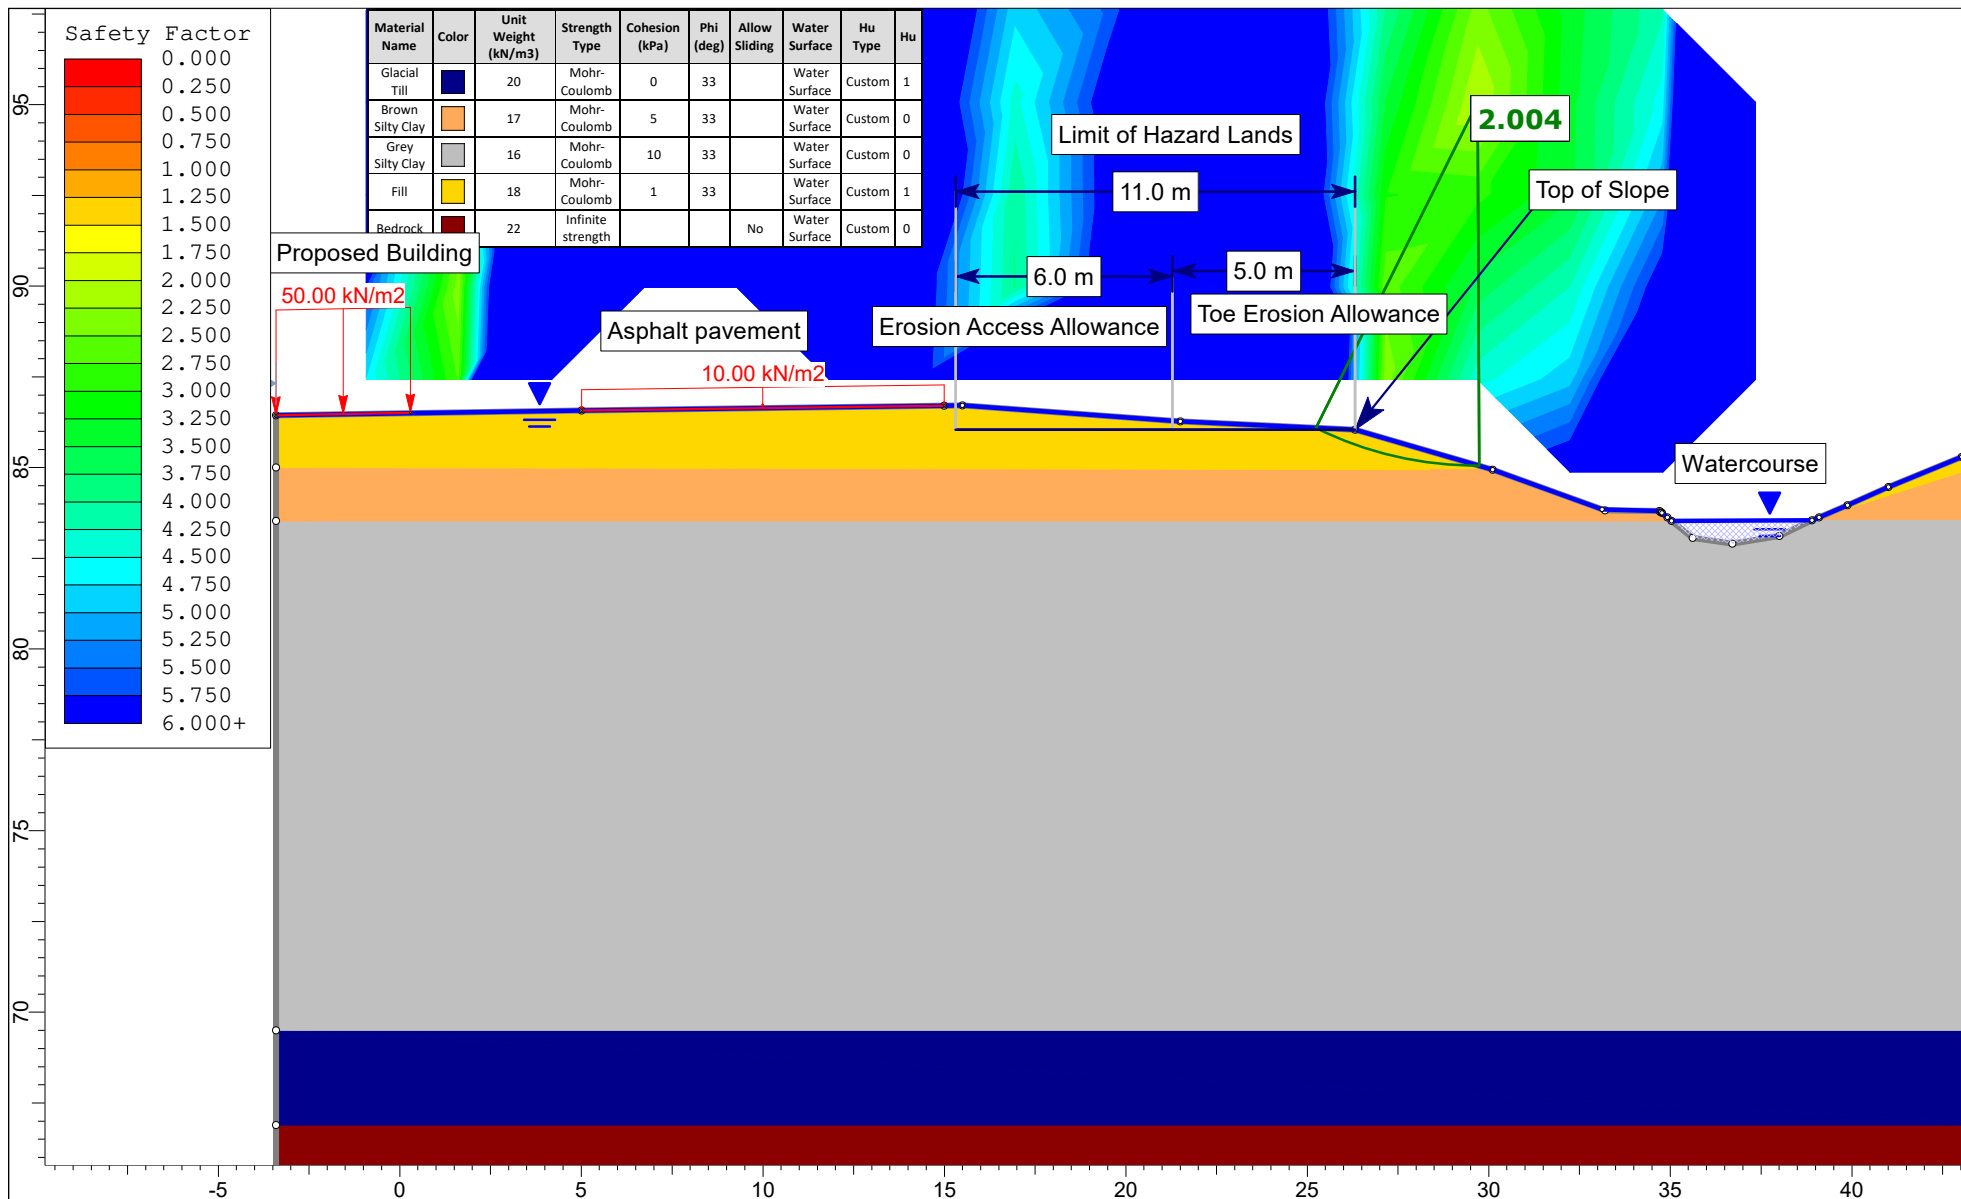 Safety Factor
0.000
0.250
0.500
0.750
1.000
1.250
1.500
1.750
2.000
2.250
2.500
2.750
3.000
3.250
3.500
3.750
4.000
4.250
4.500
4.750
5.000
5.250
5.500
5.750
6.000+
Material Name Color Unit Weight (kN/m3) Strength Type Cohesion (kPa) Phi (deg) Allow Sliding Water Surface Hu Type Hu
Glacial Till 20 Mohr-Coulomb 0 33 Water Surface Custom 1
Brown Silty Clay 17 Mohr-Coulomb 5 33 Water Surface Custom 0
Grey Silty Clay 16 Mohr-Coulomb 10 33 Water Surface Custom 0
Fill 18 Mohr-Coulomb 1 33 Water Surface Custom 1
Bedrock 22 Infinite strength No Water Surface Custom 0
Limit of Hazard Lands
2.004
11.0 m
Top of Slope
Proposed Building
6.0 m
5.0 m
50.00 kN/m2
Asphalt pavement
Erosion Access Allowance
Toe Erosion Allowance
10.00 kN/m2
Watercourse
95
90
85
80
75
70
-5
0
5
10
15
20
25
30
35
40